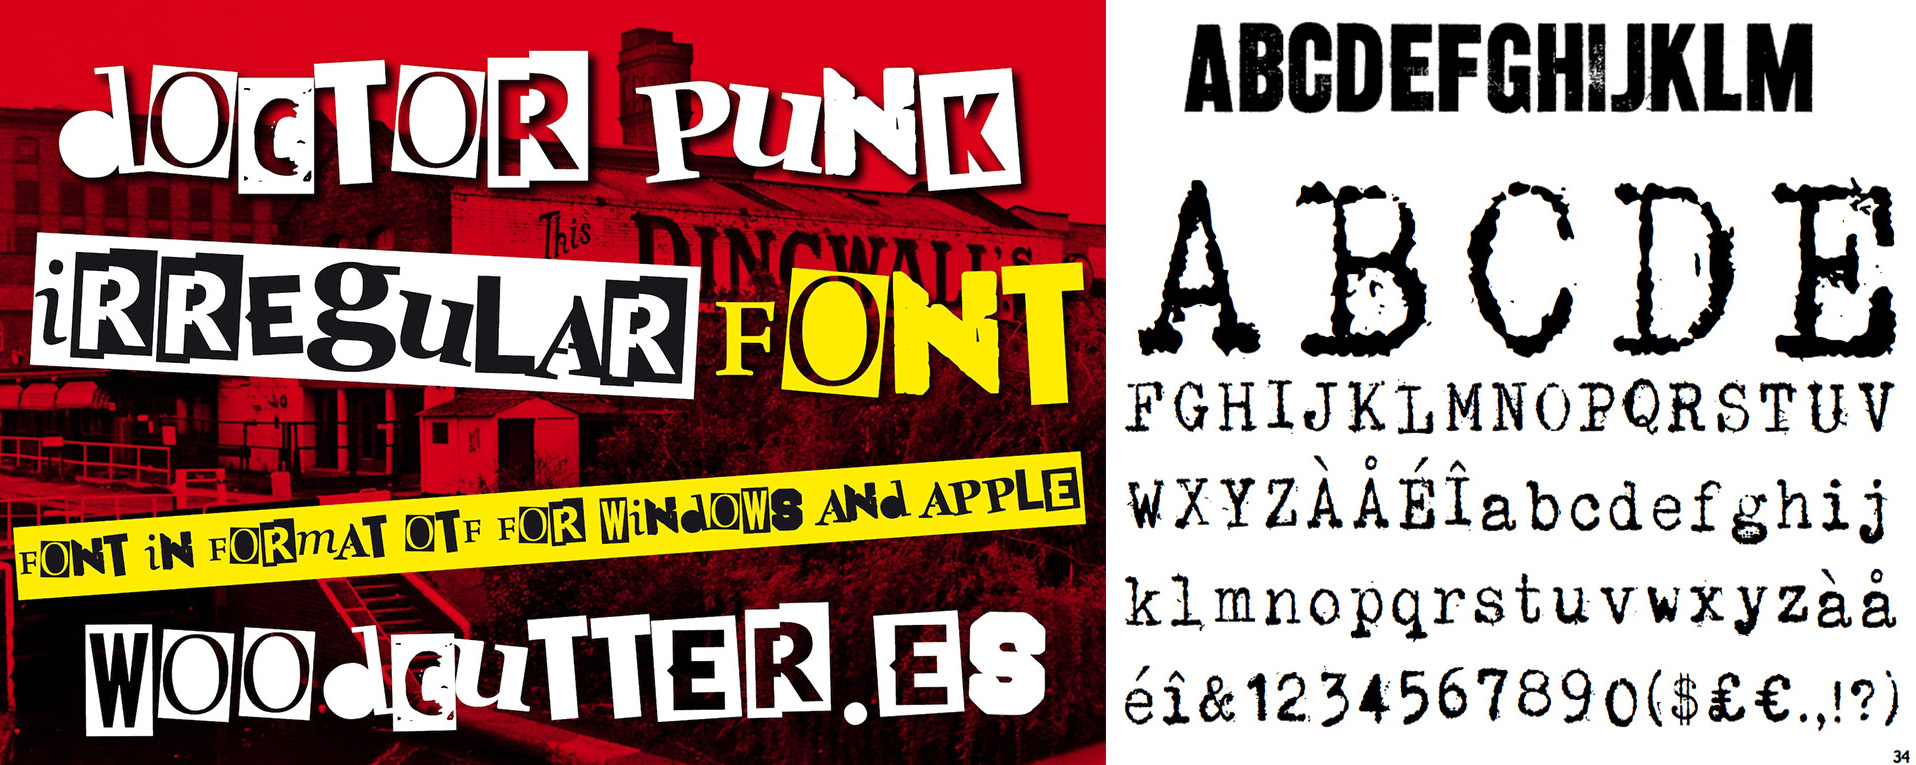 dOCTOR PUNK
This
DINGWALL'S
iRREguLAR FONT
FONT iN FORmAT OTF FOR WiNdOWS ANd APPLE
WOOdcuTTER.ES
ABCDEFGHIJKLM
ABCDE
FGHIJKLMNOPQRSTUV
WXYZÀÅÉÎabcdefghij
klmnopqrstuvwxyzàå
éî&1234567890($£€.,!?)
34